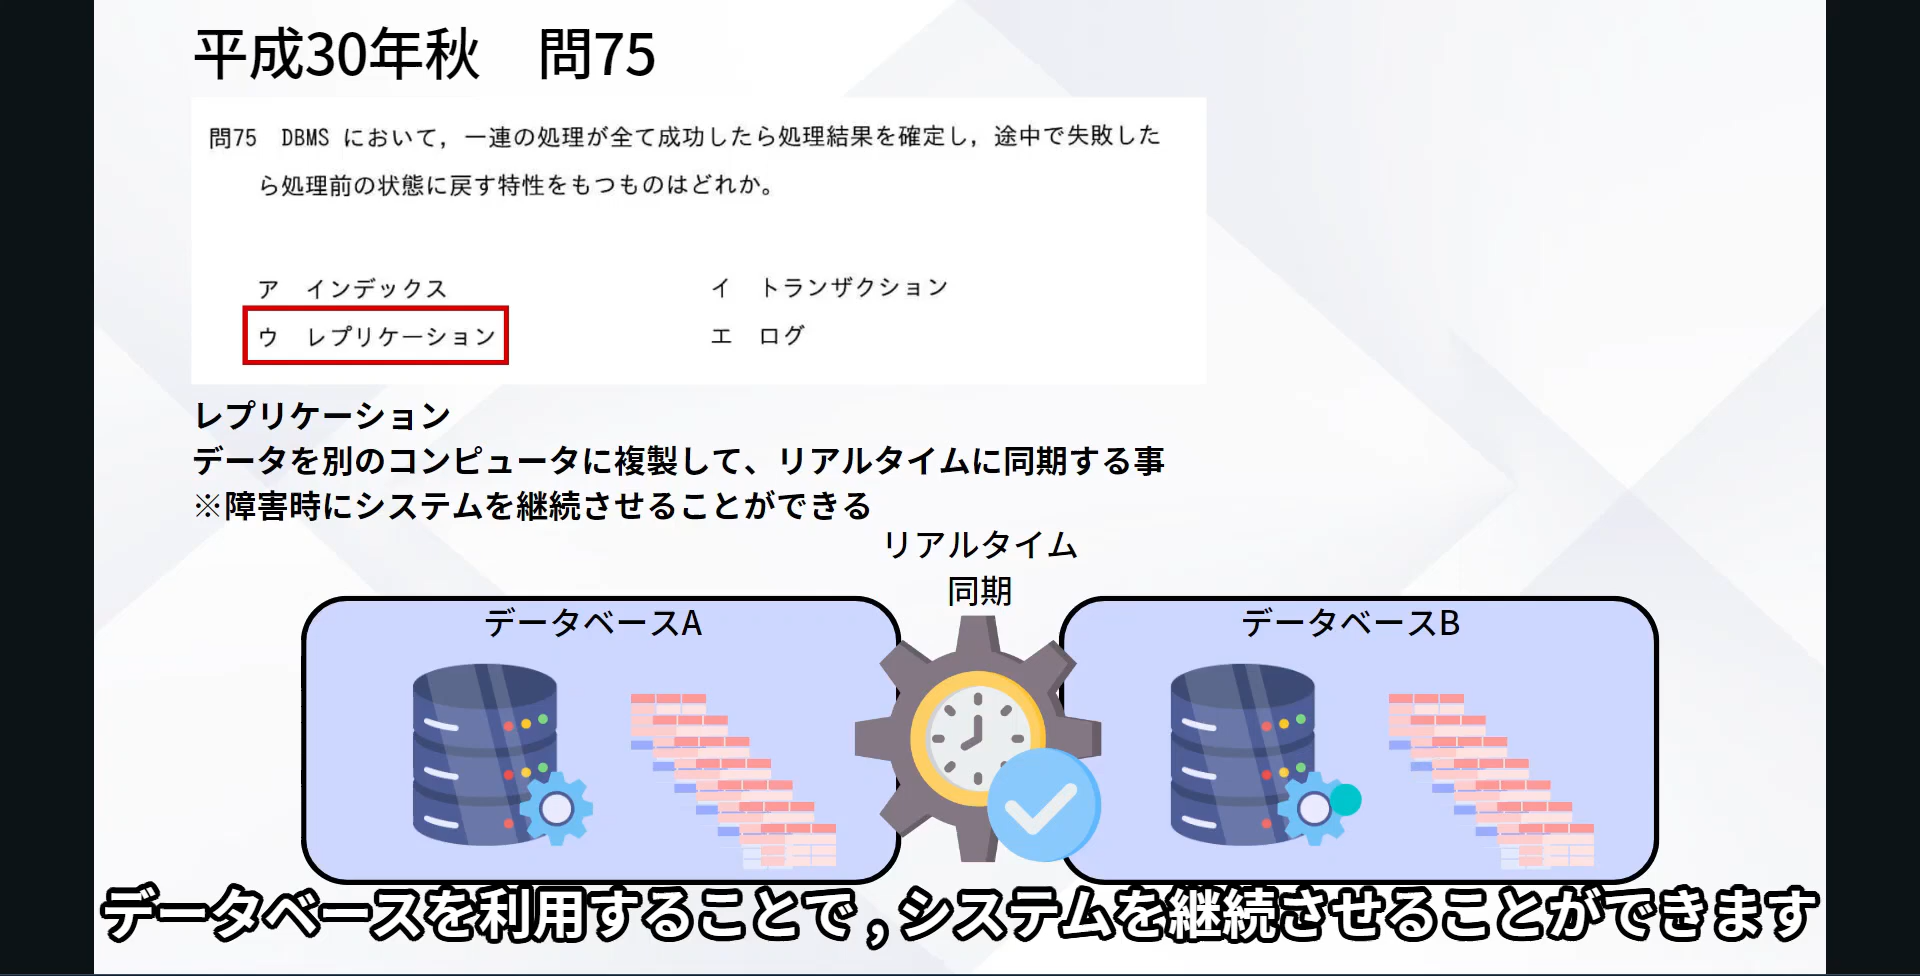 平成30年秋　問75
問75　DBMS において，一連の処理が全て成功したら処理結果を確定し，途中で失敗した
ら処理前の状態に戻す特性をもつものはどれか。
ア　インデックス　イ　トランザクション
ウ　レプリケーション　エ　ログ
レプリケーション
データを別のコンピュータに複製して、リアルタイムに同期する事
※障害時にシステムを継続させることができる
リアルタイム
同期
データベースA
データベースB
データベースを利用することで，システムを継続させることができます